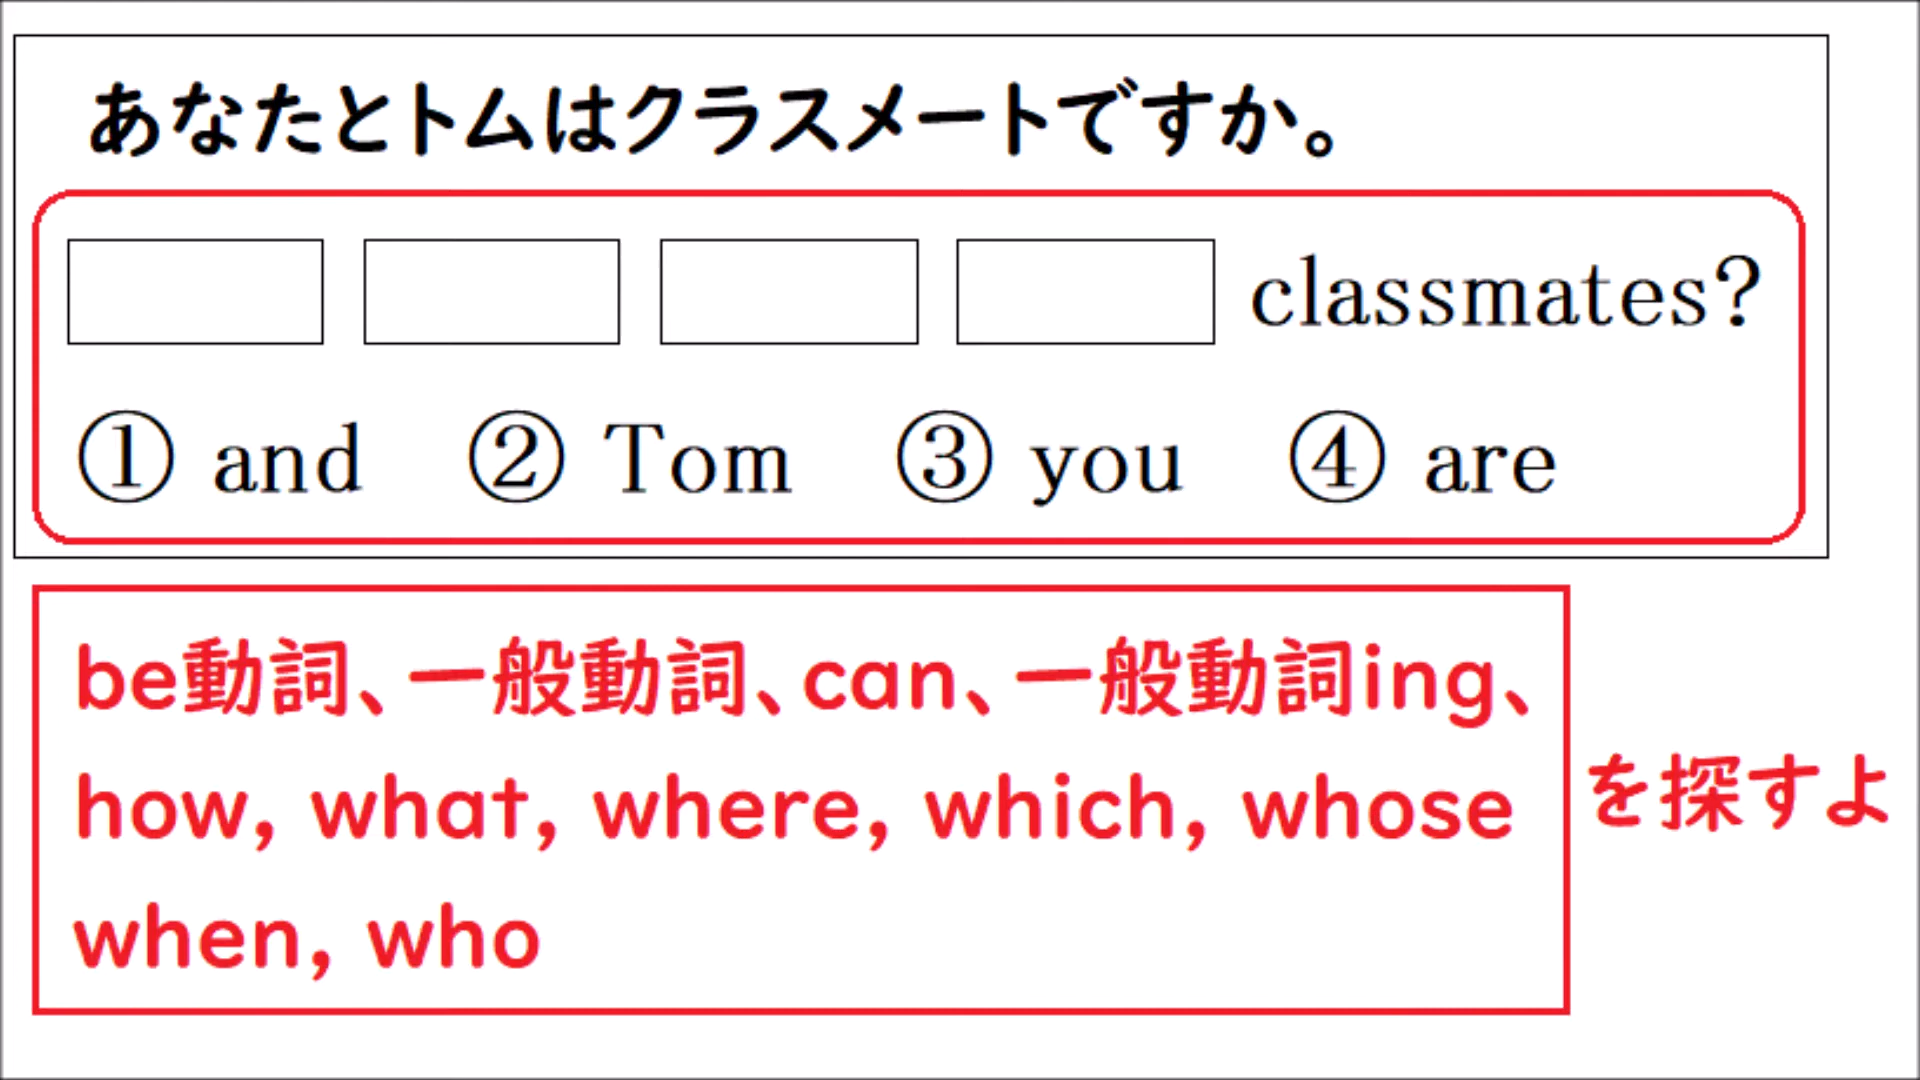 あなたとトムはクラスメートですか。
classmates?
① and ② Tom ③ you ④ are
be動詞、一般動詞、can、一般動詞ing、
how, what, where, which, whose
when, who
を探すよ